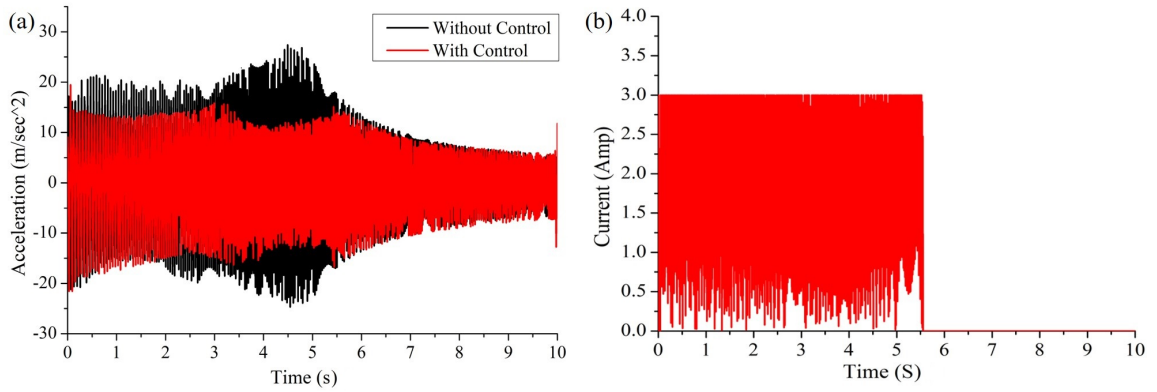 (a)
30
20
10
0
-10
-20
-30
Acceleration (m/sec^2)
Without Control
With Control
0 1 2 3 4 5 6 7 8 9 10
Time (s)
(b)
4.0
3.5
3.0
2.5
2.0
1.5
1.0
0.5
0.0
Current (Amp)
0 1 2 3 4 5 6 7 8 9 10
Time (S)